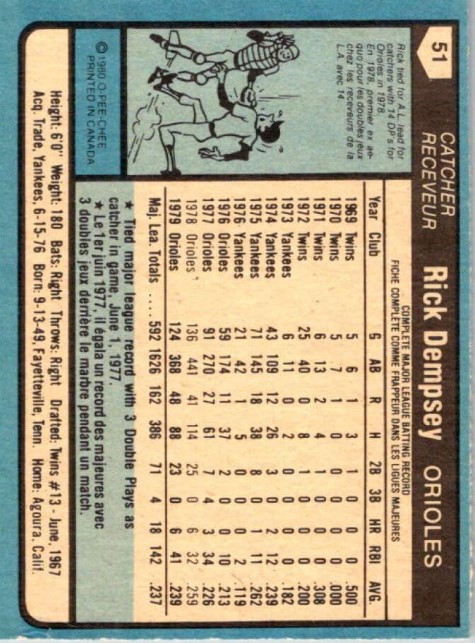 51
CATCHER
RECEVEUR
Rick Dempsey ORIOLES
Rick tied for A.L. lead for
catchers with 14 DP's for
Orioles in 1978.
En 1978, premier ex ae-
quo pour les doubles jeux
chez les receveurs de la
L.A. avec 14.
© 1980 O-PEE-CHEE
PRINTED IN CANADA
COMPLETE MAJOR LEAGUE BATTING RECORD
FICHE COMPLETE COMME FRAPPEUR DANS LES LIGUES MAJEURES
Year Club G AB R H 2B 3B HR RBI AVG.
1969 Twins 5 6 1 3 1 0 0 0 .500
1970 Twins 5 7 1 0 0 0 0 0 .000
1971 Twins 6 13 2 4 1 0 0 0 .308
1972 Twins 25 40 0 8 1 0 0 0 .200
1973 Yankees 6 11 0 2 0 0 0 0 .182
1974 Yankees 43 109 12 26 3 0 2 12 .239
1975 Yankees 71 145 18 38 8 0 1 11 .262
1976 Yankees 21 42 1 5 0 0 0 2 .119
1976 Orioles 59 174 11 37 2 0 0 10 .213
1977 Orioles 91 270 27 61 7 4 3 34 .226
1978 Orioles 136 441 41 114 25 0 6 32 .259
1979 Orioles 124 368 48 88 23 0 6 41 .239
Maj. Lea. Totals ..... 592 1626 162 386 71 4 18 142 .237
★ Tied major league record with 3 Double Plays as
catcher in game, June 1, 1977.
★ Le 1er juin 1977, il égala un record des majeures avec
3 doubles jeux derrière le marbre pendant un match.
Height: 6'0" Weight: 180 Bats: Right Throws: Right Drafted: Twins #13 - June, 1967
Acq. Trade, Yankees, 6-15-76 Born: 9-13-49, Fayetteville, Tenn. Home: Agoura, Calif.